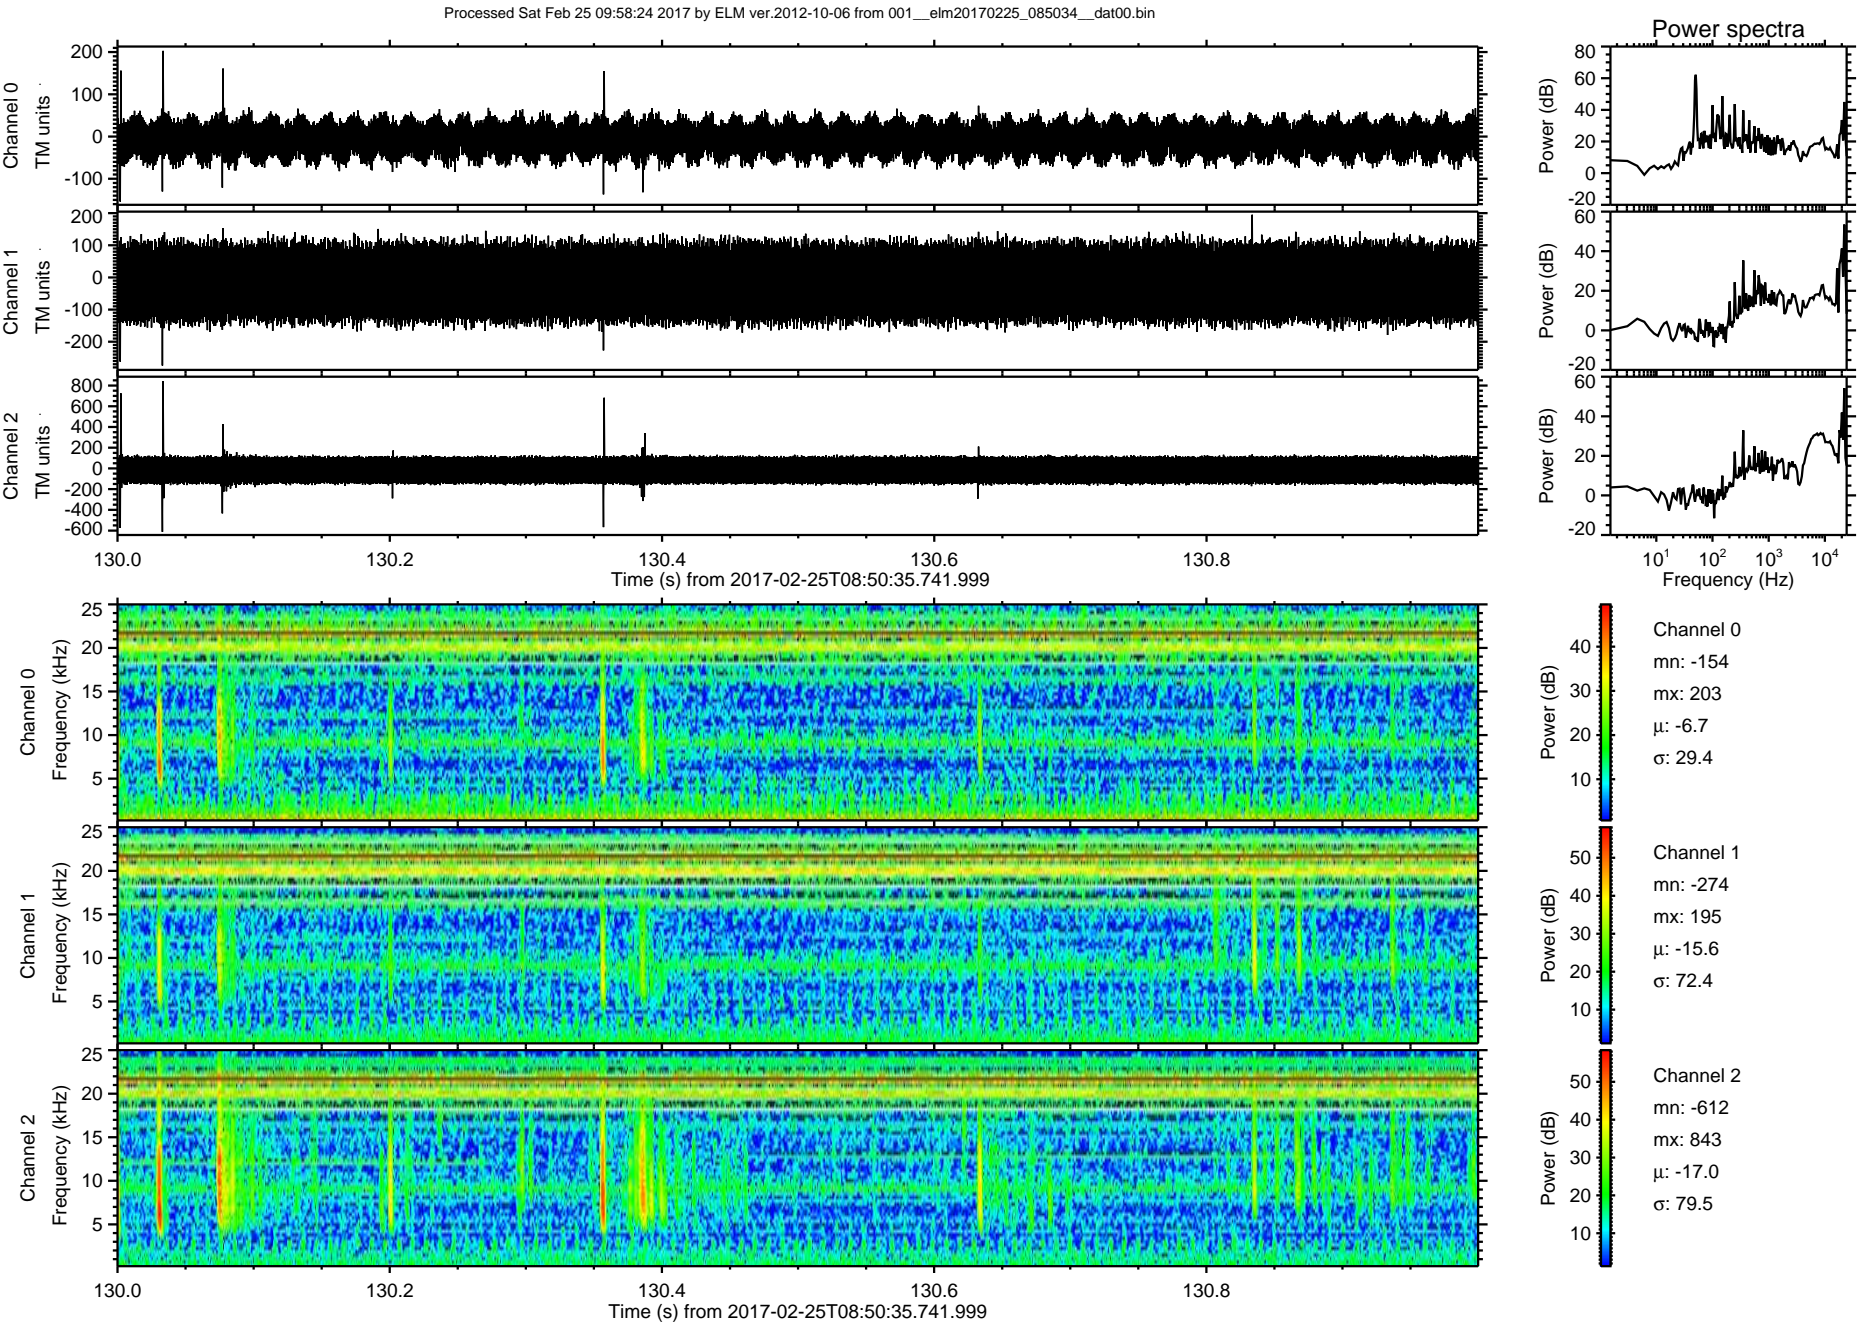 Processed Sat Feb 25 09:58:24 2017 by ELM ver.2012-10-06 from 001__elm20170225_085034__dat00.bin
Power spectra
Channel 0
TM units
200
100
0
-100
Power (dB)
80
60
40
20
0
-20
Channel 1
TM units
200
100
0
-100
-200
Power (dB)
60
40
20
0
-20
Channel 2
TM units
800
600
400
200
0
-200
-400
-600
Power (dB)
60
40
20
0
-20
130.0 130.2 130.4 130.6 130.8
Time (s) from 2017-02-25T08:50:35.741.999
10¹ 10² 10³ 10⁴
Frequency (Hz)
Channel 0
Frequency (kHz)
25
20
15
10
5
Power (dB)
40
30
20
10
Channel 0
mn: -154
mx: 203
μ: -6.7
σ: 29.4
Channel 1
Frequency (kHz)
25
20
15
10
5
Power (dB)
50
40
30
20
10
Channel 1
mn: -274
mx: 195
μ: -15.6
σ: 72.4
Channel 2
Frequency (kHz)
25
20
15
10
5
Power (dB)
50
40
30
20
10
Channel 2
mn: -612
mx: 843
μ: -17.0
σ: 79.5
130.0 130.2 130.4 130.6 130.8
Time (s) from 2017-02-25T08:50:35.741.999